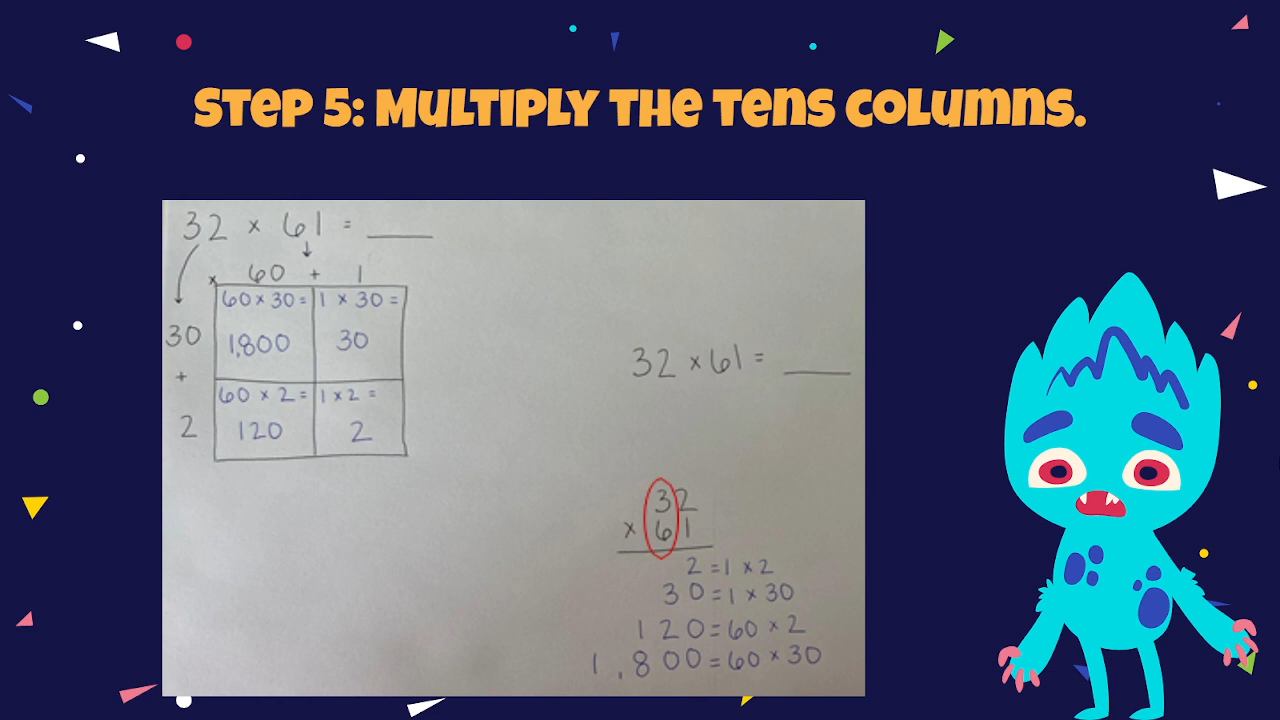 STEP 5: MULTIPLY THE TENS COLUMNS.
32 × 61 = ____
× 60 + 1
60 × 30 = 1 × 30 =
30 1,800 30
+
60 × 2 = 1 × 2 =
2 120 2
32 × 61 = ____
32
× 61
2 = 1 × 2
30 = 1 × 30
120 = 60 × 2
1,800 = 60 × 30